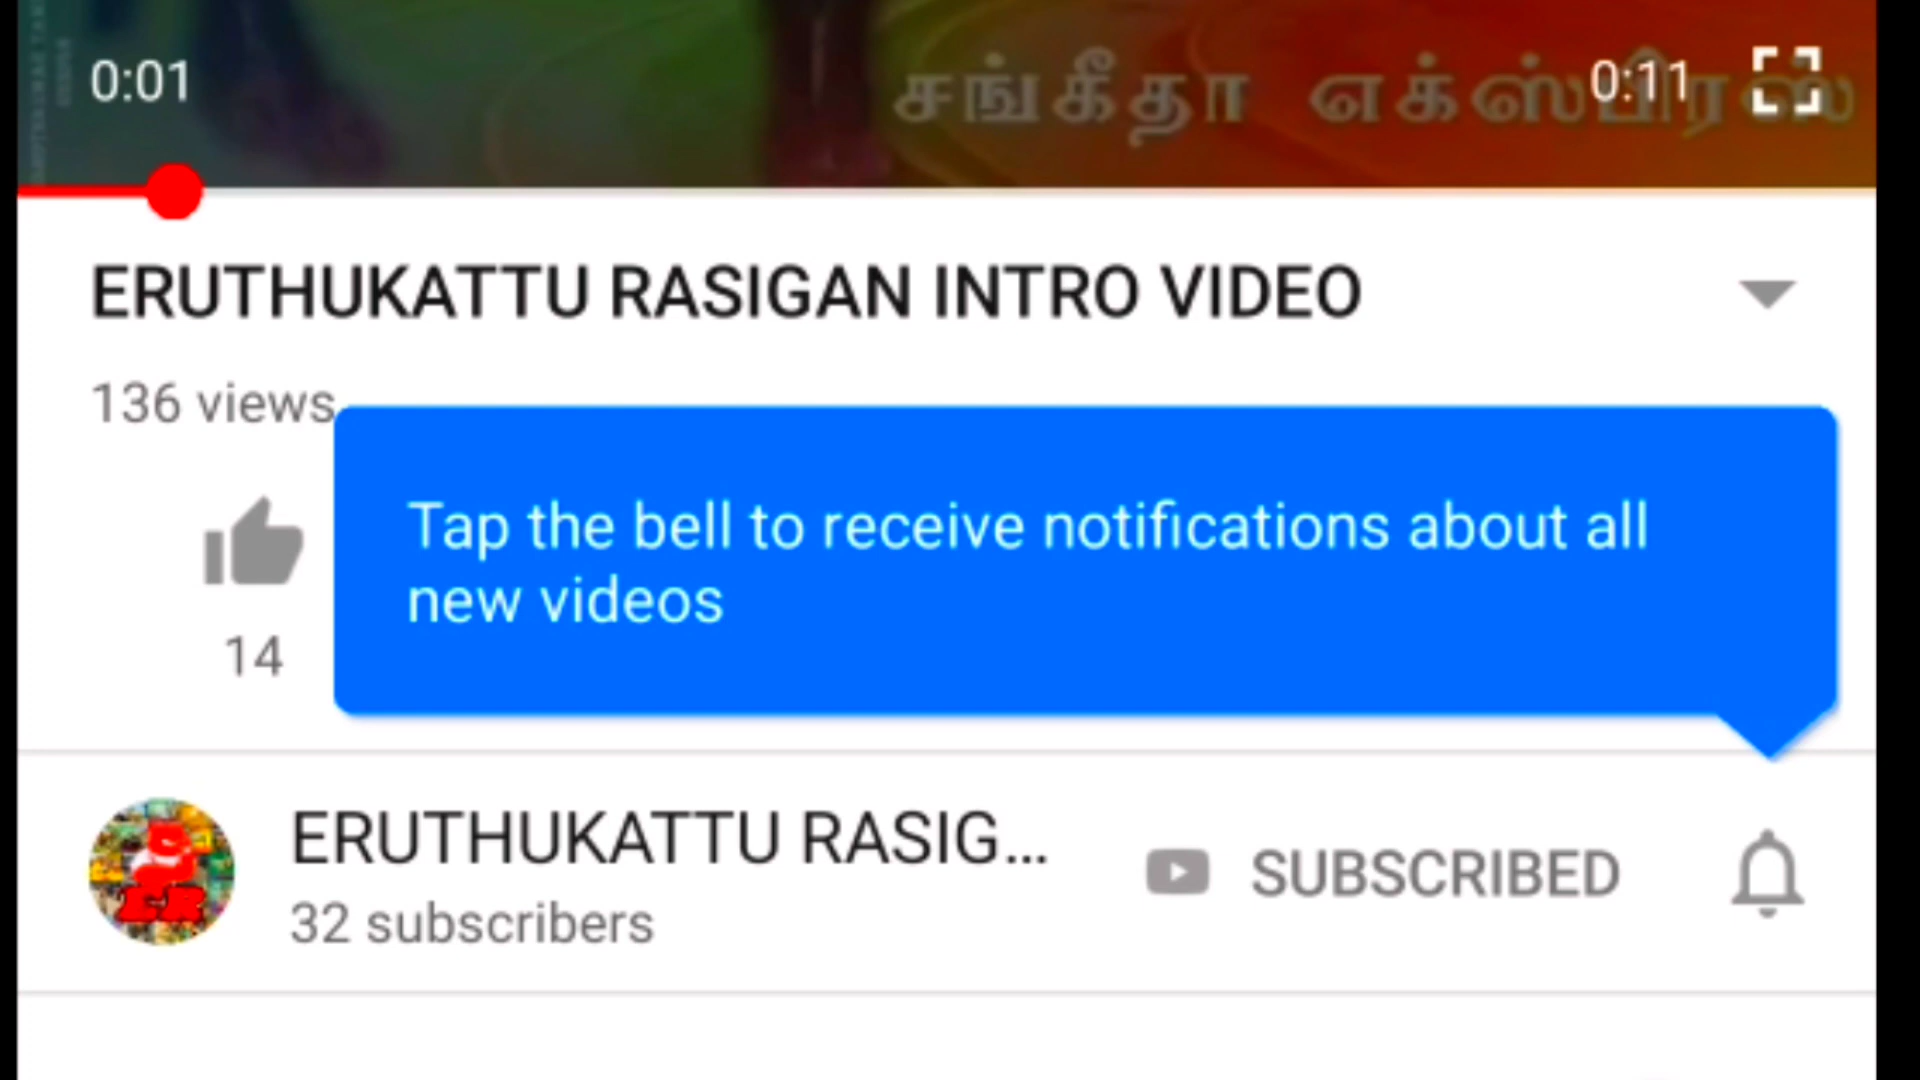 0:01
சங்கீதா எக்ஸ்பிரஸ்
0:11
ERUTHUKATTU RASIGAN INTRO VIDEO
136 views
Tap the bell to receive notifications about all
new videos
14
ERUTHUKATTU RASIG...
32 subscribers
SUBSCRIBED
ER